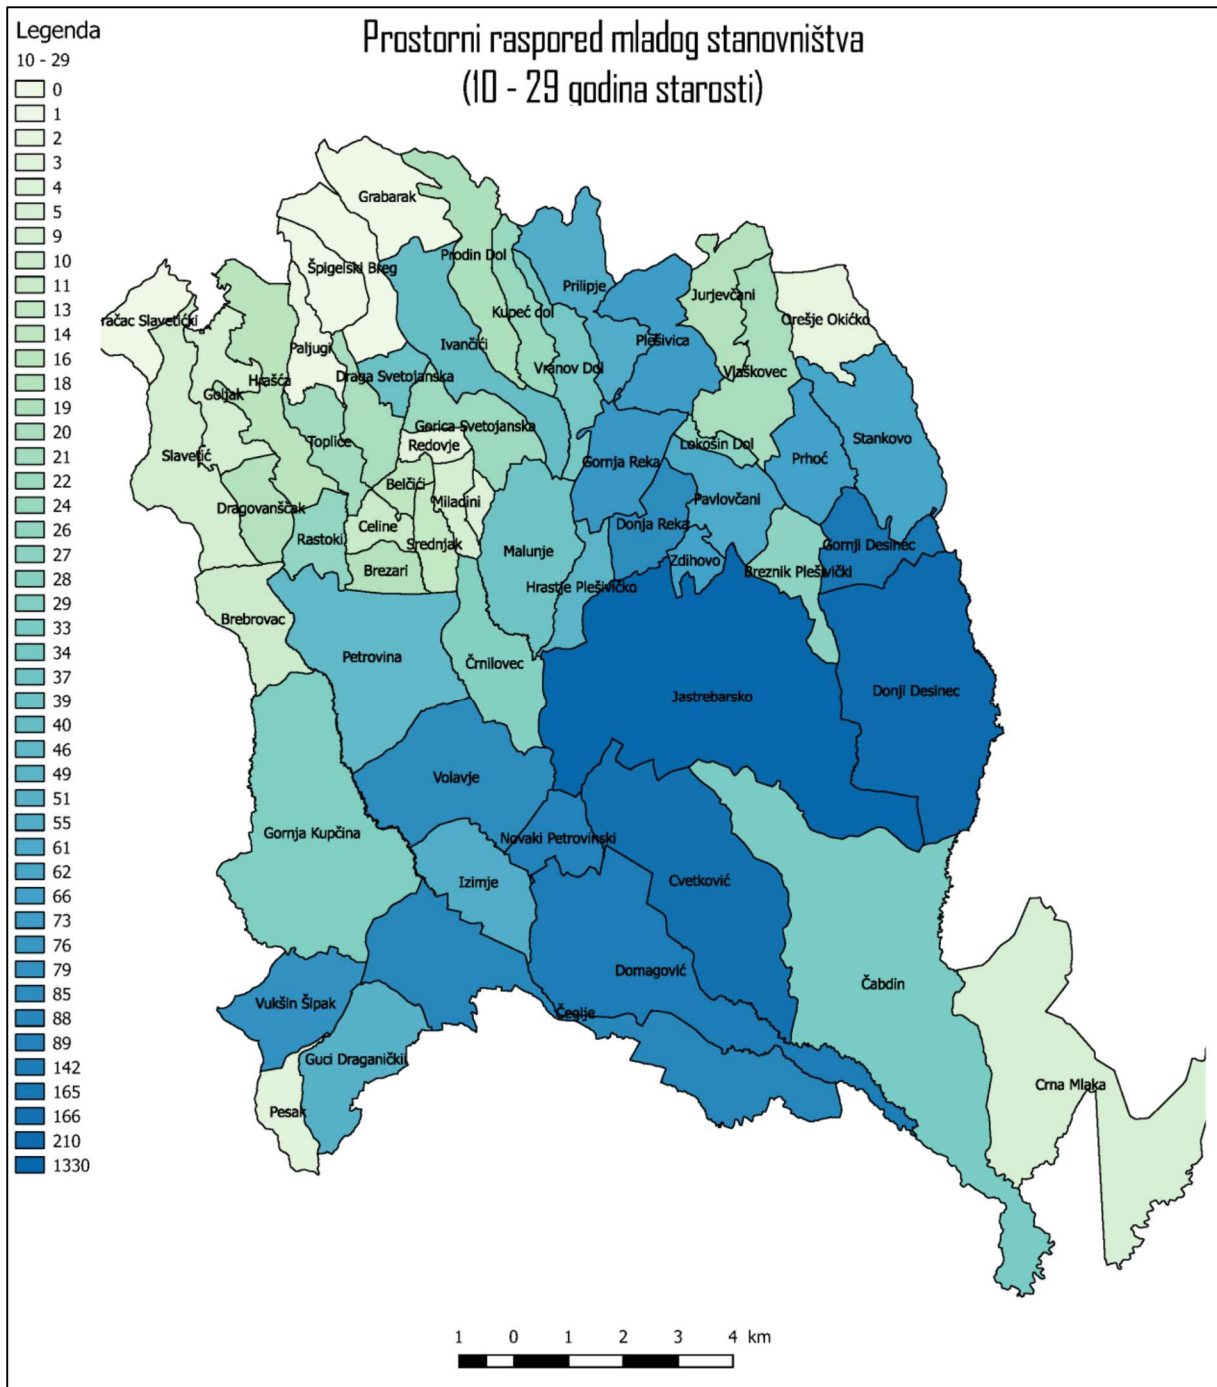 Legenda
10 - 29
0
1
2
3
4
5
9
10
11
13
14
16
18
19
20
21
22
24
26
27
28
29
33
34
37
39
40
46
49
51
55
61
62
66
73
76
79
85
88
89
142
165
166
210
1330
Prostorni raspored mladog stanovništva
(10 - 29 godina starosti)
Grabarak
Prodin Dol
Špigelski Breg
Prilipje
Jurjevčani
Orešje Okićko
račac Slavetićki
Kupeć dol
Ivančići
Plešivica
Paljugi
Vranov Dol
Vlaškovec
Draga Svetojanska
Hrašća
Goljak
Gorica Svetojanska
Toplice
Redovje
Lokošin Dol
Stankovo
Slavetić
Gornja Reka
Prhoć
Belčići
Miladini
Pavlovčani
Dragovanščak
Celine
Donja Reka
Rastoki
Srednjak
Malunje
Gornji Desinec
Zdihovo
Brezari
Breznik Plešivički
Hrastje Plešivičko
Brebrovac
Petrovina
Črnilovec
Donji Desinec
Jastrebarsko
Volavje
Gornja Kupčina
Novaki Petrovinski
Izimje
Cvetković
Domagović
Čabdin
Vukšin Šipak
Čeglje
Guci Draganički
Crna Mlaka
Pesak
1 0 1 2 3 4 km